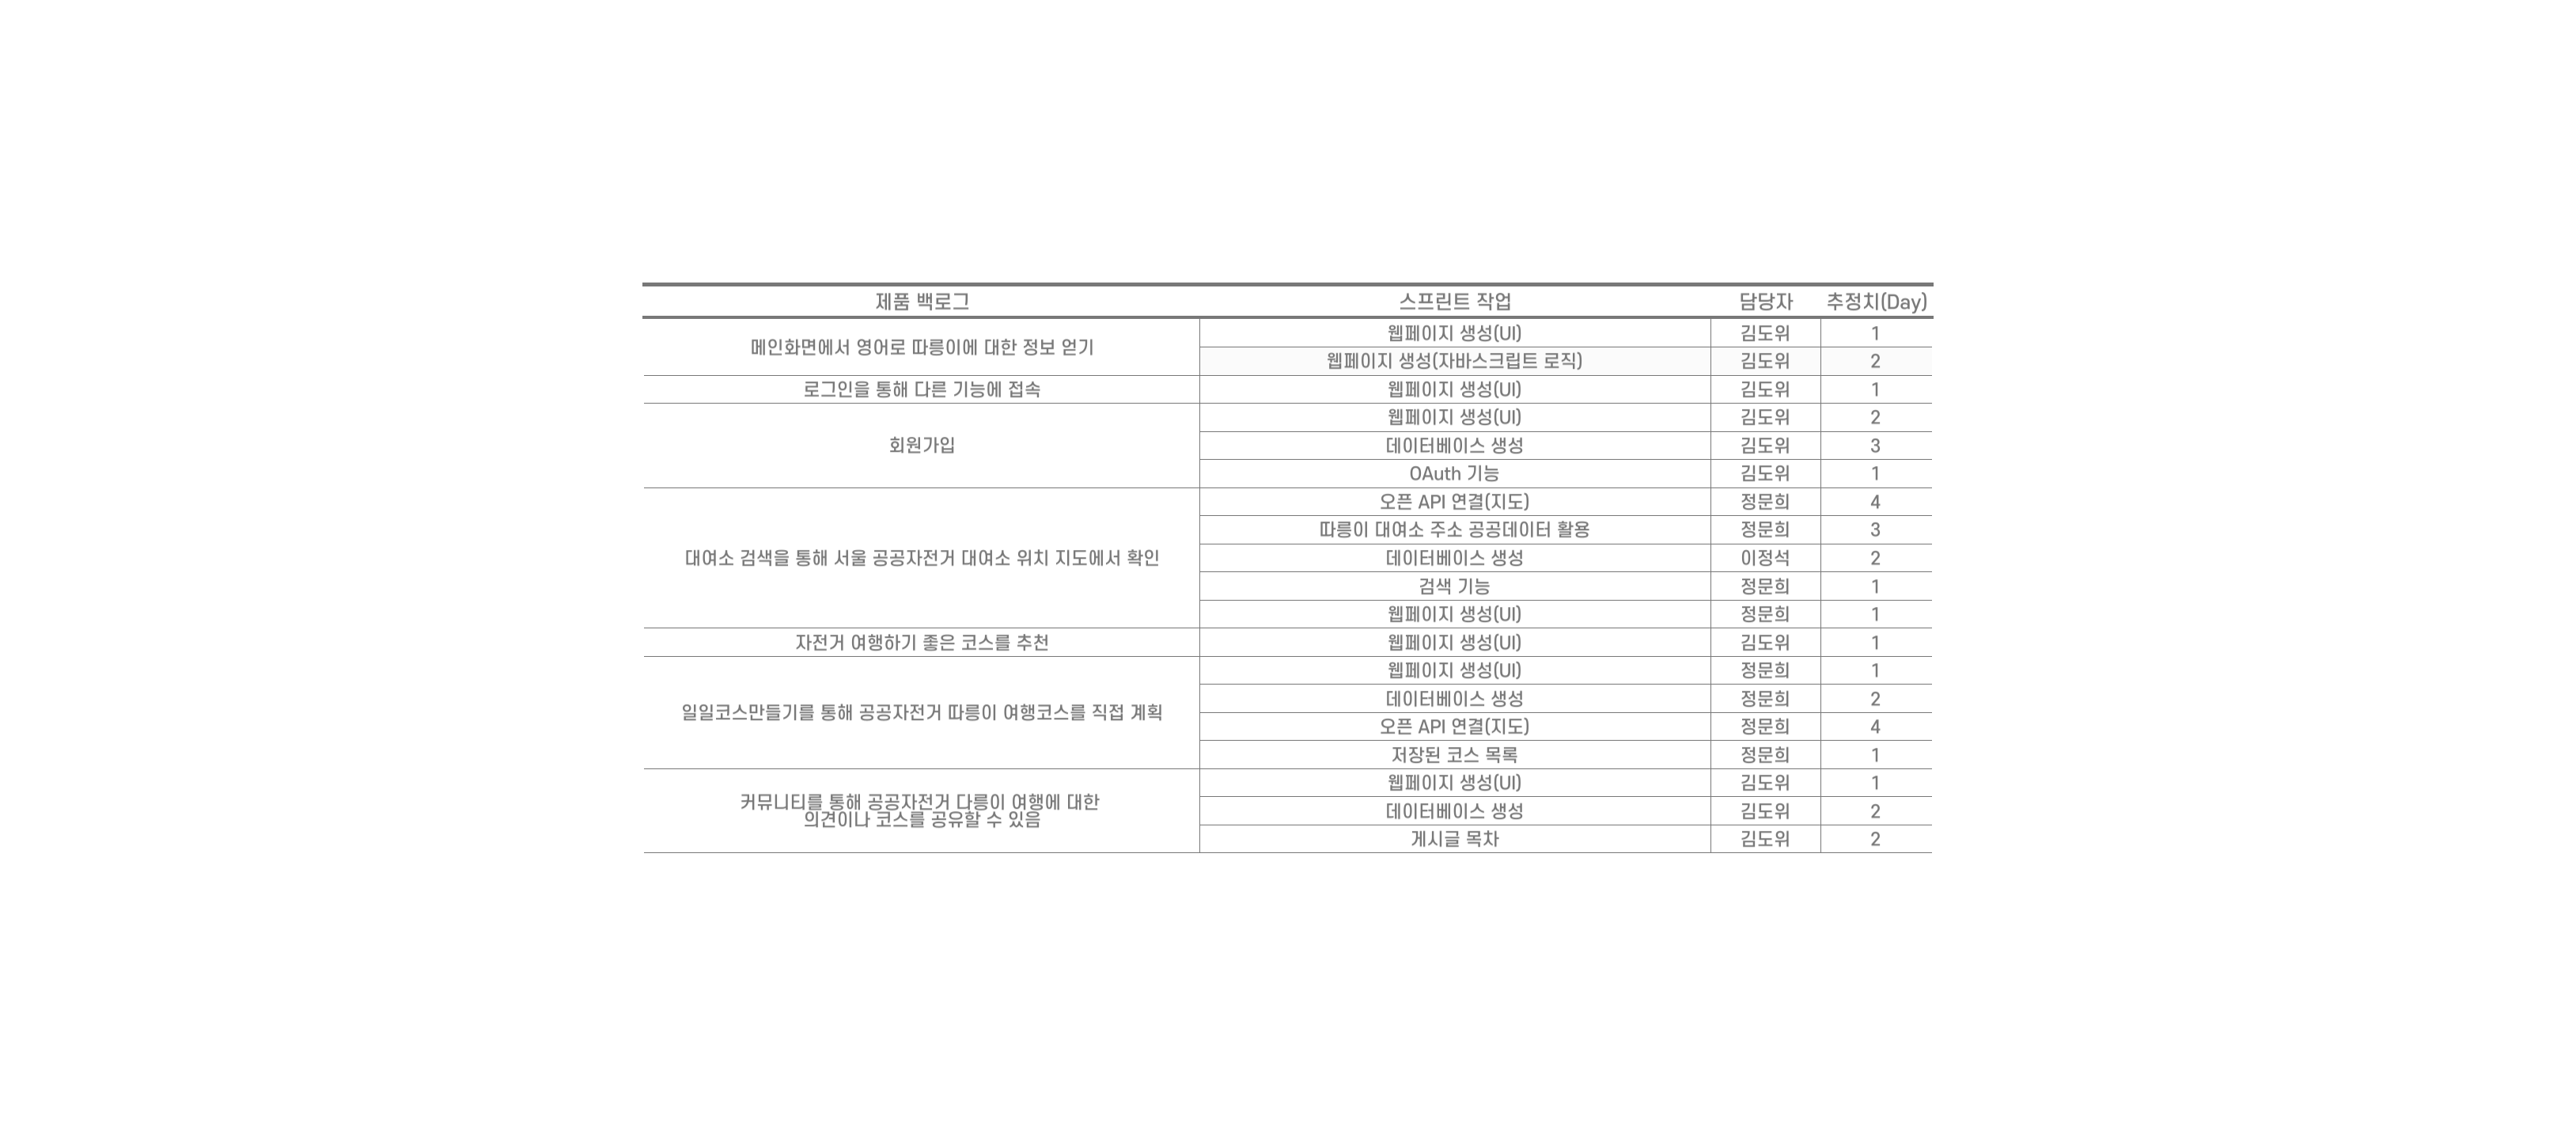 제품 백로그 스프린트 작업 담당자 추정치(Day)
메인화면에서 영어로 따릉이에 대한 정보 얻기 웹페이지 생성(UI) 김도위 1
웹페이지 생성(자바스크립트 로직) 김도위 2
로그인을 통해 다른 기능에 접속 웹페이지 생성(UI) 김도위 1
회원가입 웹페이지 생성(UI) 김도위 2
데이터베이스 생성 김도위 3
OAuth 기능 김도위 1
대여소 검색을 통해 서울 공공자전거 대여소 위치 지도에서 확인 오픈 API 연결(지도) 정문희 4
따릉이 대여소 주소 공공데이터 활용 정문희 3
데이터베이스 생성 이정석 2
검색 기능 정문희 1
웹페이지 생성(UI) 정문희 1
자전거 여행하기 좋은 코스를 추천 웹페이지 생성(UI) 김도위 1
일일코스만들기를 통해 공공자전거 따릉이 여행코스를 직접 계획 웹페이지 생성(UI) 정문희 1
데이터베이스 생성 정문희 2
오픈 API 연결(지도) 정문희 4
저장된 코스 목록 정문희 1
커뮤니티를 통해 공공자전거 다릉이 여행에 대한
의견이나 코스를 공유할 수 있음 웹페이지 생성(UI) 김도위 1
데이터베이스 생성 김도위 2
게시글 목차 김도위 2